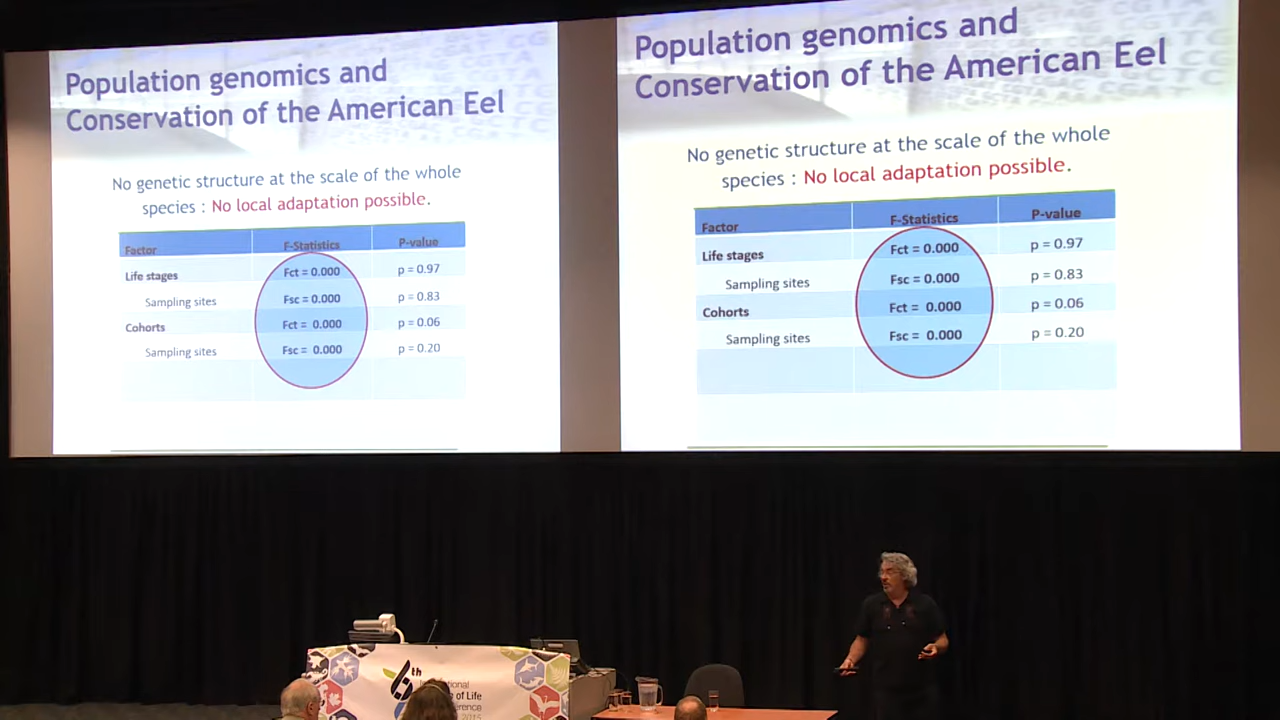 Population genomics and
Conservation of the American Eel
No genetic structure at the scale of the whole
species : No local adaptation possible.
Factor F-Statistics P-value
Life stages Fct = 0.000 p = 0.97
Sampling sites Fsc = 0.000 p = 0.83
Cohorts Fct = 0.000 p = 0.06
Sampling sites Fsc = 0.000 p = 0.20
Population genomics and
Conservation of the American Eel
No genetic structure at the scale of the whole
species : No local adaptation possible.
Factor F-Statistics P-value
Life stages Fct = 0.000 p = 0.97
Sampling sites Fsc = 0.000 p = 0.83
Cohorts Fct = 0.000 p = 0.06
Sampling sites Fsc = 0.000 p = 0.20
6th
of Life
2015